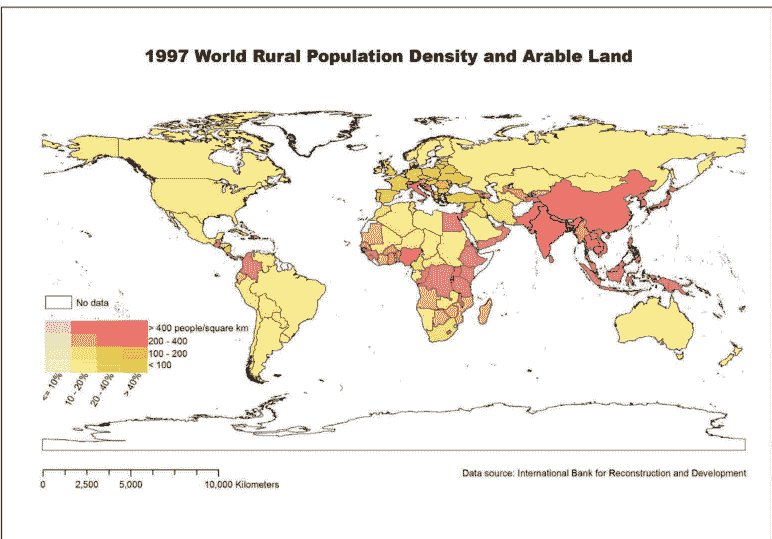 1997 World Rural Population Density and Arable Land
No data
> 400 people/square km
200 - 400
100 - 200
< 100
<= 10%
10 - 20%
20 - 40%
> 40%
Data source: International Bank for Reconstruction and Development
0 2,500 5,000 10,000 Kilometers